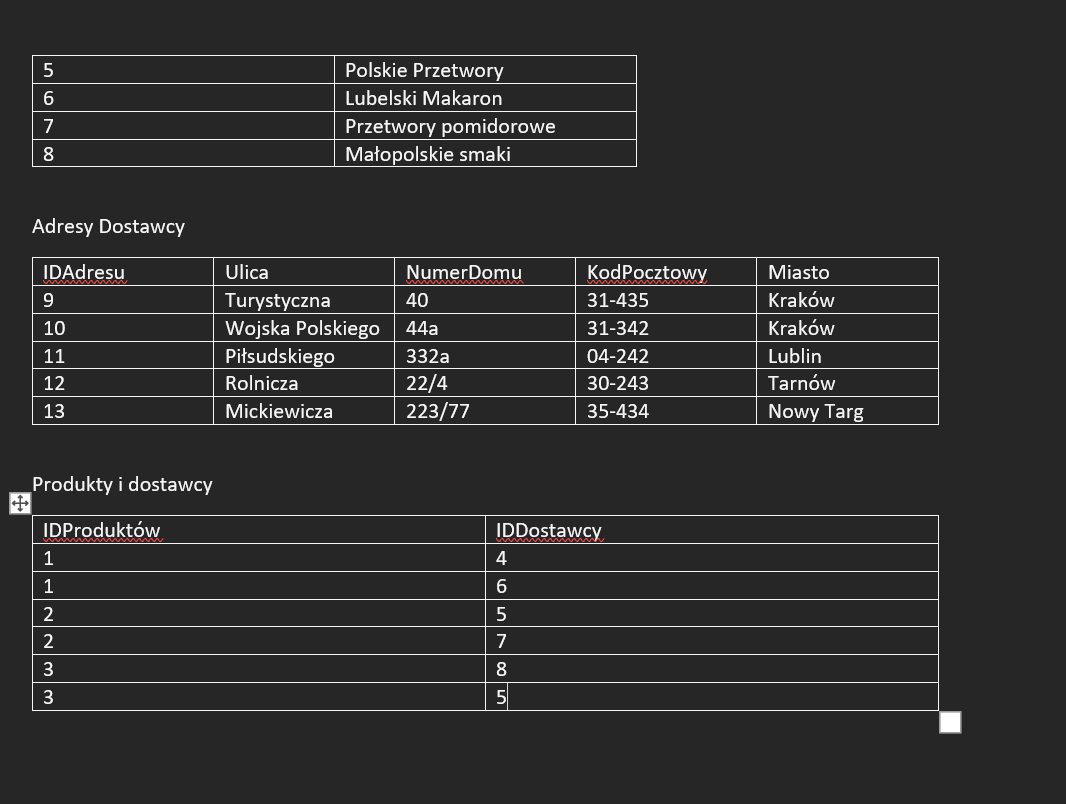 5 Polskie Przetwory
6 Lubelski Makaron
7 Przetwory pomidorowe
8 Małopolskie smaki
Adresy Dostawcy
IDAdresu Ulica NumerDomu KodPocztowy Miasto
9 Turystyczna 40 31-435 Kraków
10 Wojska Polskiego 44a 31-342 Kraków
11 Piłsudskiego 332a 04-242 Lublin
12 Rolnicza 22/4 30-243 Tarnów
13 Mickiewicza 223/77 35-434 Nowy Targ
Produkty i dostawcy
IDProduktów IDDostawcy
1 4
1 6
2 5
2 7
3 8
3 5